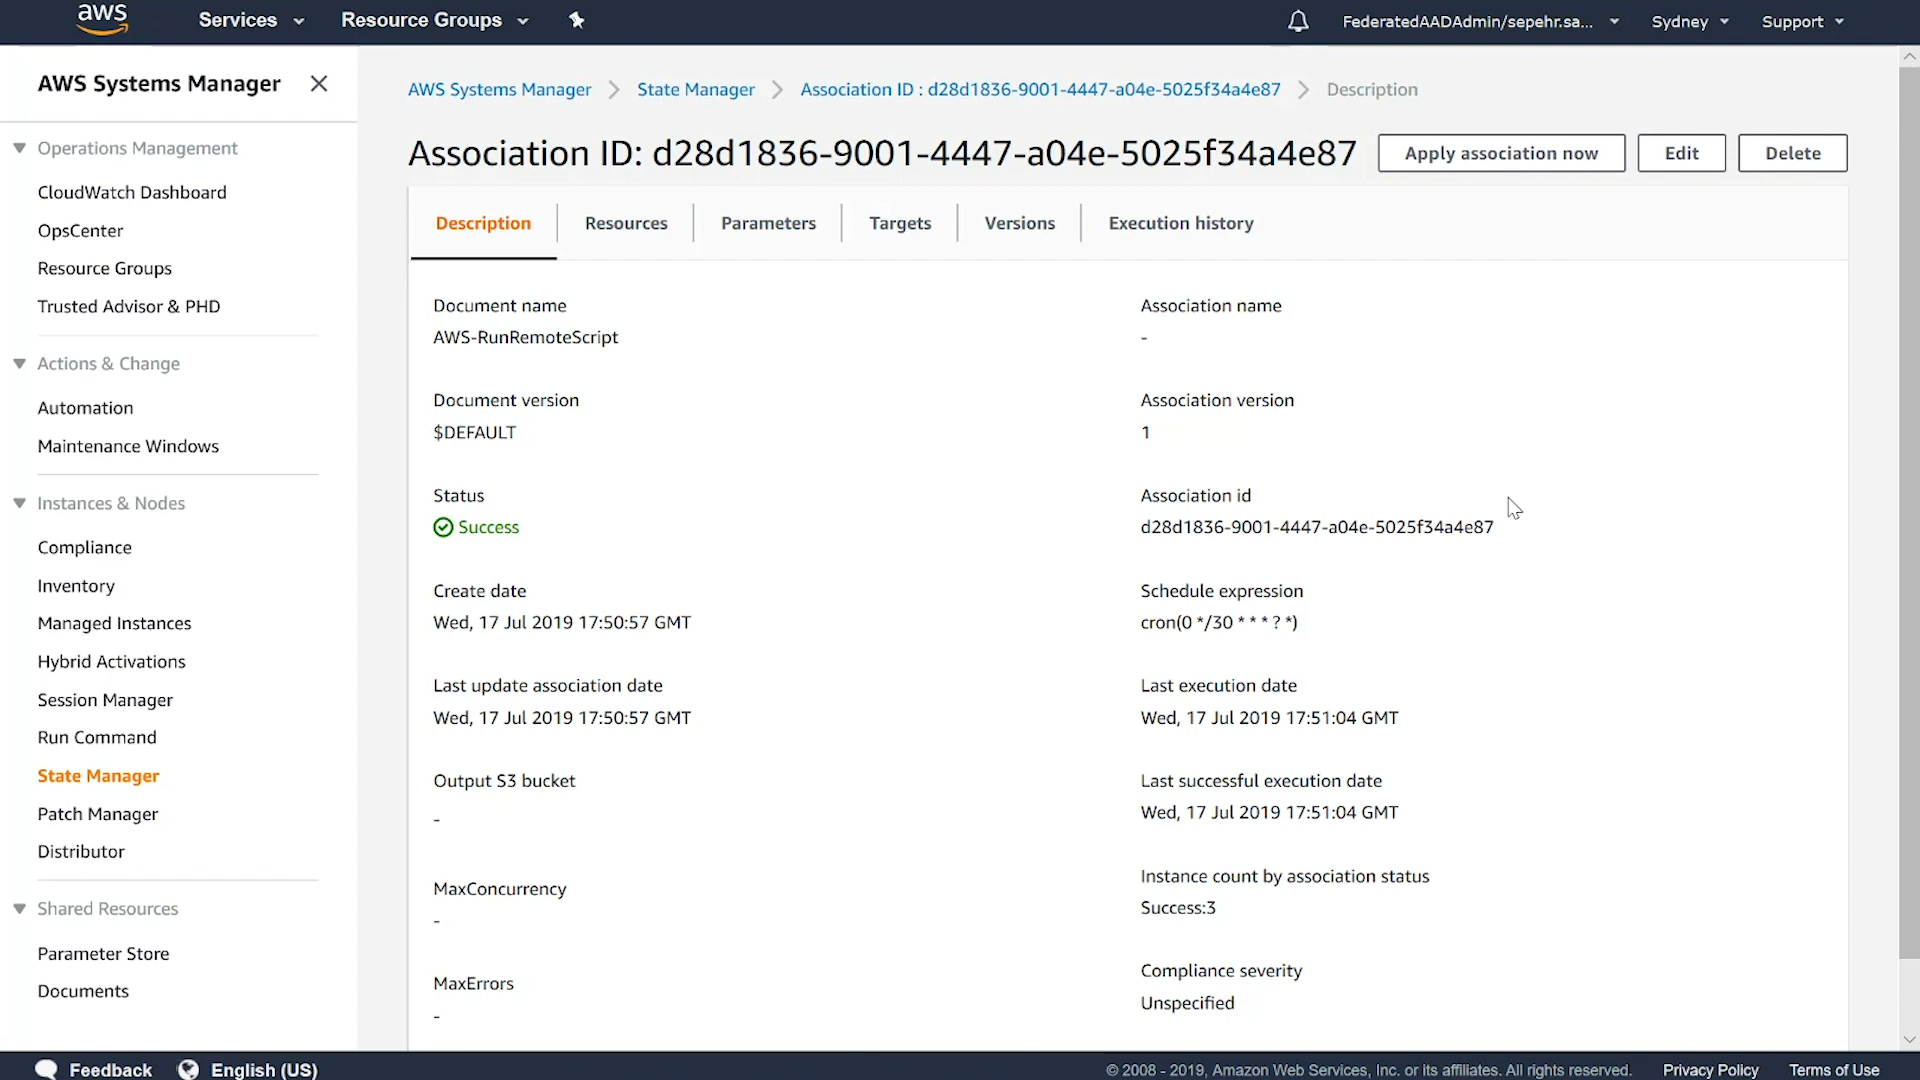 aws
Services
Resource Groups
FederatedAADAdmin/sepehr.sa...
Sydney
Support
AWS Systems Manager
Operations Management
CloudWatch Dashboard
OpsCenter
Resource Groups
Trusted Advisor & PHD
Actions & Change
Automation
Maintenance Windows
Instances & Nodes
Compliance
Inventory
Managed Instances
Hybrid Activations
Session Manager
Run Command
State Manager
Patch Manager
Distributor
Shared Resources
Parameter Store
Documents
AWS Systems Manager > State Manager > Association ID : d28d1836-9001-4447-a04e-5025f34a4e87 > Description
Association ID: d28d1836-9001-4447-a04e-5025f34a4e87
Apply association now
Edit
Delete
Description
Resources
Parameters
Targets
Versions
Execution history
Document name
AWS-RunRemoteScript
Association name
-
Document version
$DEFAULT
Association version
1
Status
Success
Association id
d28d1836-9001-4447-a04e-5025f34a4e87
Create date
Wed, 17 Jul 2019 17:50:57 GMT
Schedule expression
cron(0 */30 * * * ? *)
Last update association date
Wed, 17 Jul 2019 17:50:57 GMT
Last execution date
Wed, 17 Jul 2019 17:51:04 GMT
Output S3 bucket
-
Last successful execution date
Wed, 17 Jul 2019 17:51:04 GMT
MaxConcurrency
-
Instance count by association status
Success:3
MaxErrors
-
Compliance severity
Unspecified
Feedback
English (US)
© 2008 - 2019, Amazon Web Services, Inc. or its affiliates. All rights reserved.
Privacy Policy
Terms of Use